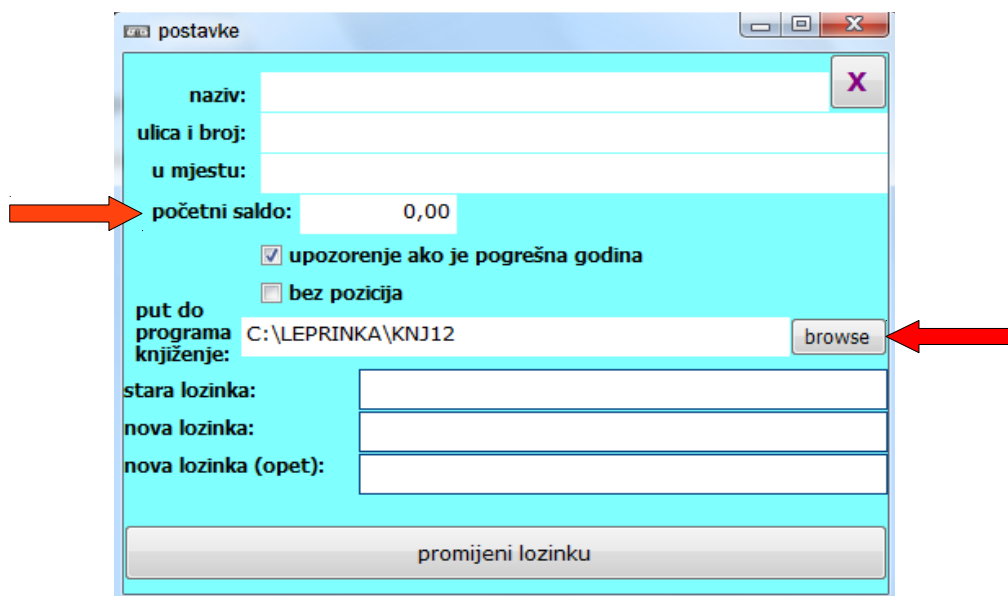 postavke
X
naziv:
ulica i broj:
u mjestu:
početni saldo: 0,00
upozorenje ako je pogrešna godina
bez pozicija
put do
programa
knjiženje:
C:\LEPRINKA\KNJ12
browse
stara lozinka:
nova lozinka:
nova lozinka (opet):
promijeni lozinku